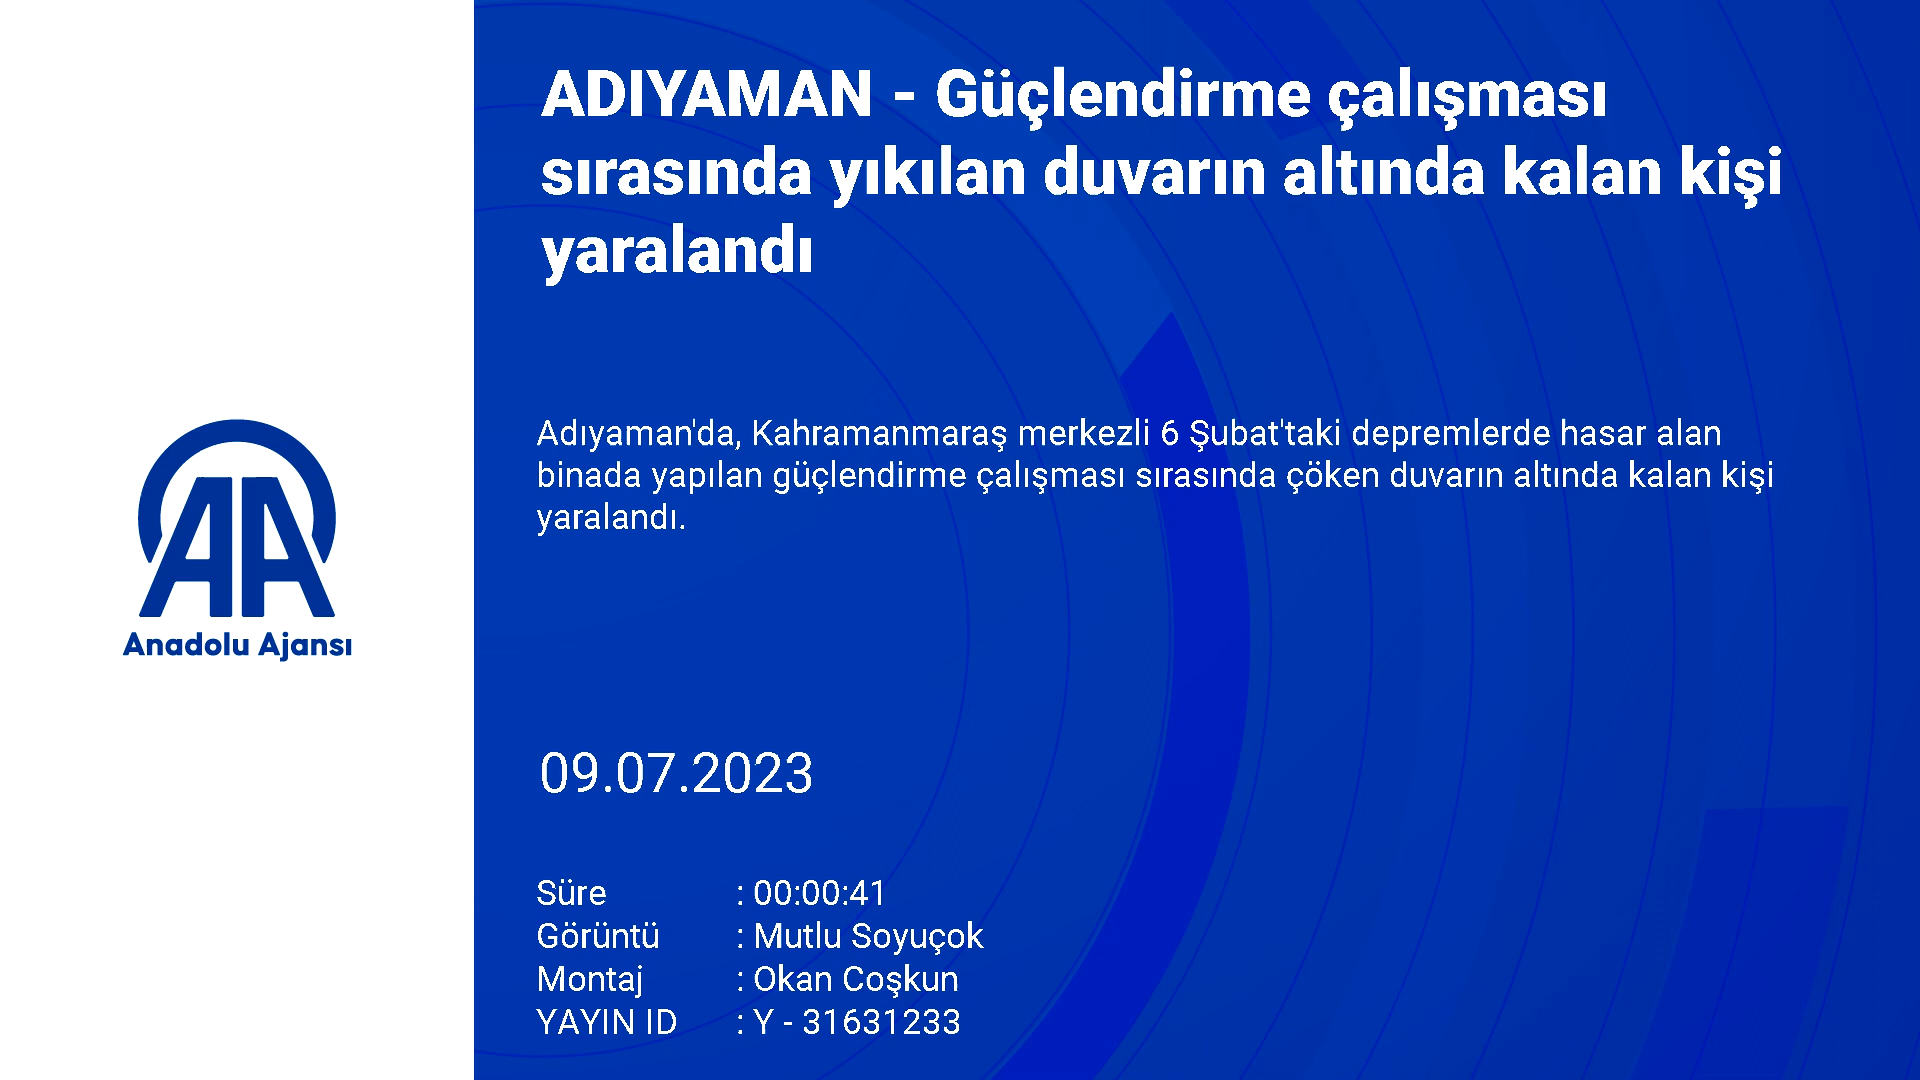 ADIYAMAN - Güçlendirme çalışması
sırasında yıkılan duvarın altında kalan kişi
yaralandı
Adıyaman'da, Kahramanmaraş merkezli 6 Şubat'taki depremlerde hasar alan
binada yapılan güçlendirme çalışması sırasında çöken duvarın altında kalan kişi
yaralandı.
AA
Anadolu Ajansı
09.07.2023
Süre : 00:00:41
Görüntü : Mutlu Soyuçok
Montaj : Okan Coşkun
YAYIN ID : Y - 31631233